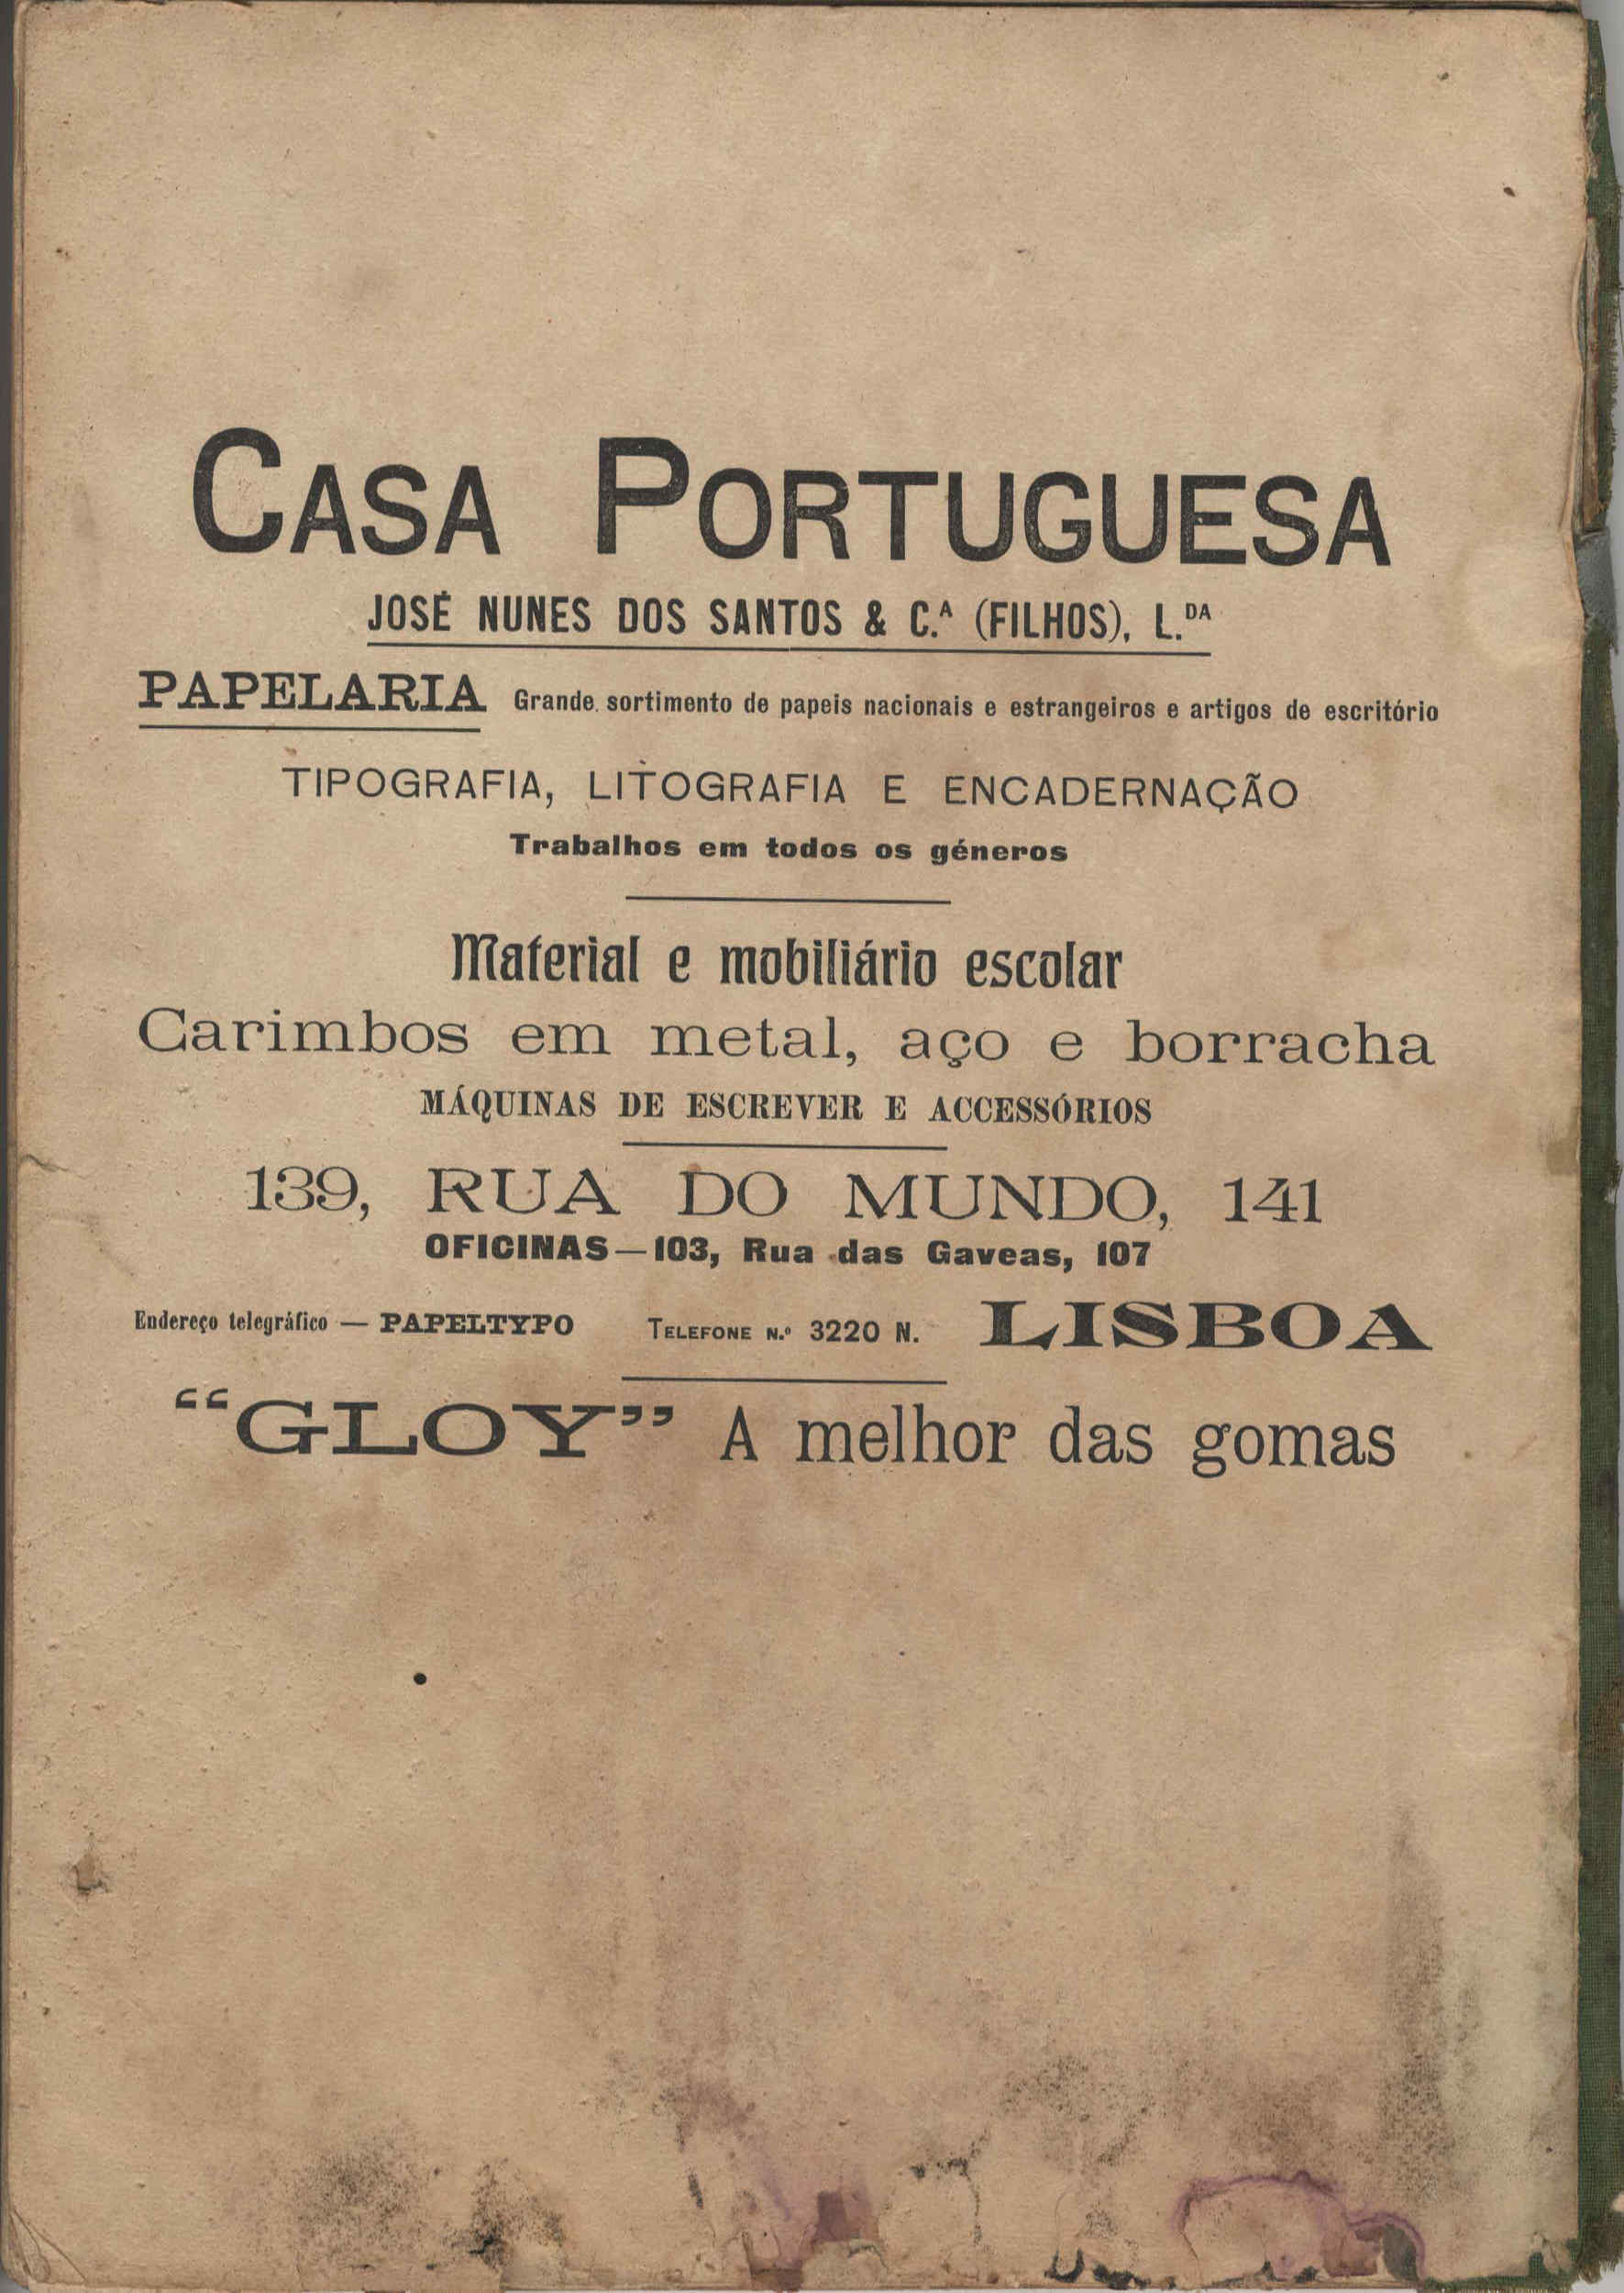 CASA PORTUGUESA
JOSÉ NUNES DOS SANTOS & C.ᴬ (FILHOS), L.ᴰᴬ
PAPELARIA Grande sortimento de papeis nacionais e estrangeiros e artigos de escritório
TIPOGRAFIA, LITOGRAFIA E ENCADERNAÇÃO
Trabalhos em todos os géneros
Material e mobiliário escolar
Carimbos em metal, aço e borracha
MÁQUINAS DE ESCREVER E ACCESSÓRIOS
139, RUA DO MUNDO, 141
OFICINAS—103, Rua das Gaveas, 107
Endereço telegráfico — PAPELTYPO TELEFONE N.º 3220 N. LISBOA
“GLOY” A melhor das gomas